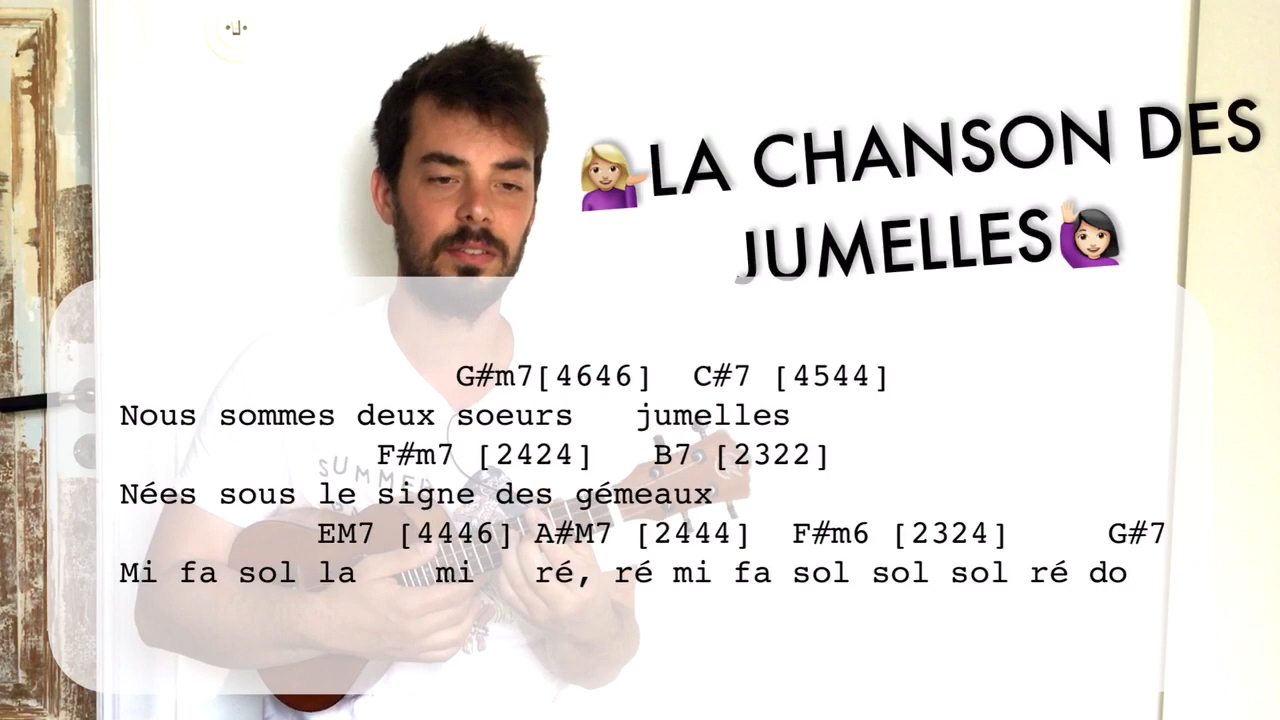 LA CHANSON DES
JUMELLES
G#m7[4646] C#7 [4544]
Nous sommes deux soeurs jumelles
F#m7 [2424] B7 [2322]
SUMMER
Nées sous le signe des gémeaux
EM7 [4446] A#M7 [2444] F#m6 [2324] G#7
Mi fa sol la mi ré, ré mi fa sol sol sol ré do